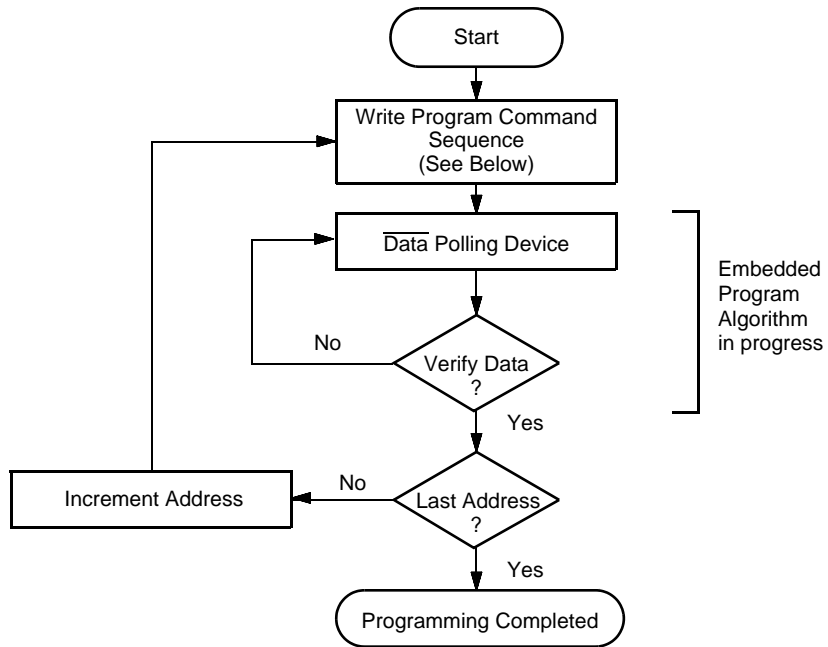 Start
Write Program Command
Sequence
(See Below)
Data Polling Device
Embedded
Program
Algorithm
in progress
No
Verify Data
?
Yes
Increment Address
No
Last Address
?
Yes
Programming Completed